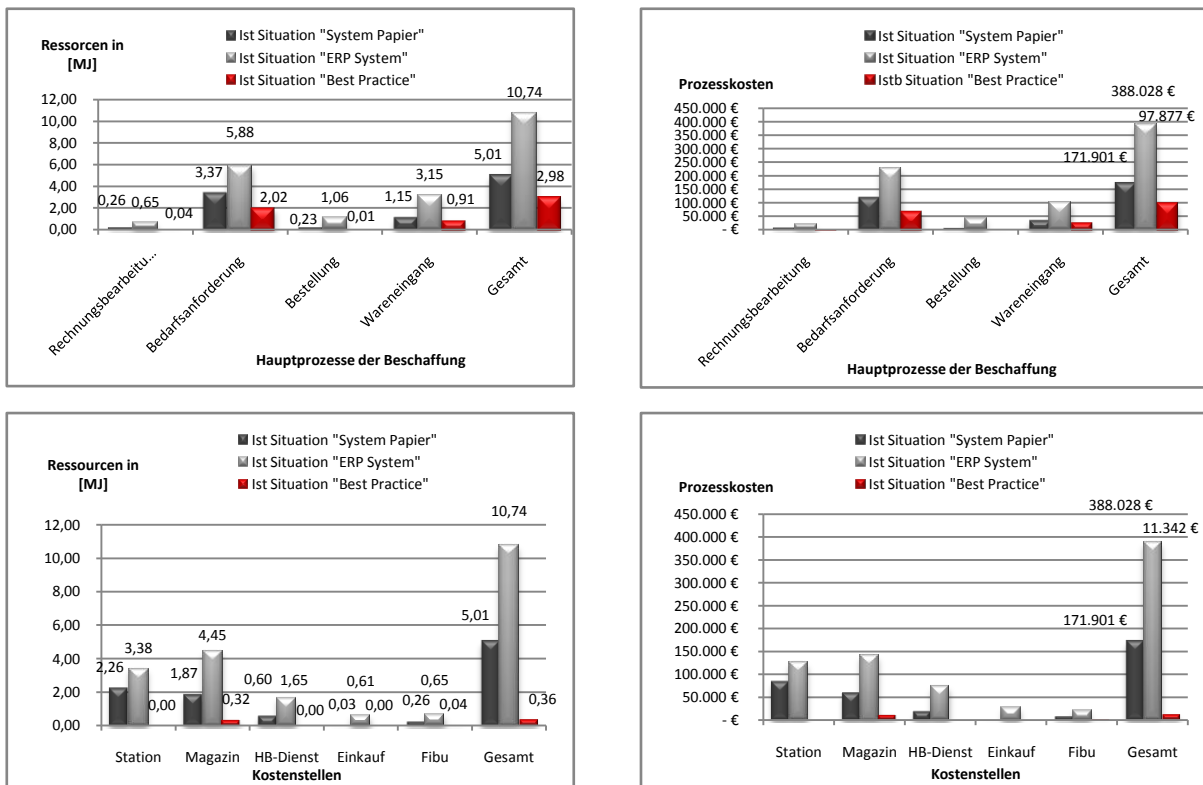 Ressorcen in
[MJ]
Ist Situation "System Papier"
Ist Situation "ERP System"
Ist Situation "Best Practice"
12,00
10,00
8,00
6,00
4,00
2,00
0,00
0,26
0,65
0,04
3,37
5,88
2,02
0,23
1,06
0,01
1,15
3,15
0,91
5,01
10,74
2,98
Rechnungsbearbeitu...
Bedarfsanforderung
Bestellung
Wareneingang
Gesamt
Hauptprozesse der Beschaffung
Prozesskosten
Ist Situation "System Papier"
Ist Situation "ERP System"
Istb Situation "Best Practice"
450.000 €
400.000 €
350.000 €
300.000 €
250.000 €
200.000 €
150.000 €
100.000 €
50.000 €
- €
388.028 €
97.877 €
171.901 €
Rechnungsbearbeitung
Bedarfsanforderung
Bestellung
Wareneingang
Gesamt
Hauptprozesse der Beschaffung
Ressourcen in
[MJ]
Ist Situation "System Papier"
Ist Situation "ERP System"
Ist Situation "Best Practice"
12,00
10,00
8,00
6,00
4,00
2,00
0,00
2,26
3,38
0,00
1,87
4,45
0,32
0,60
1,65
0,00
0,03
0,61
0,00
0,26
0,65
0,04
5,01
10,74
0,36
Station
Magazin
HB-Dienst
Einkauf
Fibu
Gesamt
Kostenstellen
Prozesskosten
Ist Situation "System Papier"
Ist Situation "ERP System"
Ist Situation "Best Practice"
450.000 €
400.000 €
350.000 €
300.000 €
250.000 €
200.000 €
150.000 €
100.000 €
50.000 €
- €
388.028 €
11.342 €
171.901 €
Station
Magazin
HB-Dienst
Einkauf
Fibu
Gesamt
Kostenstellen